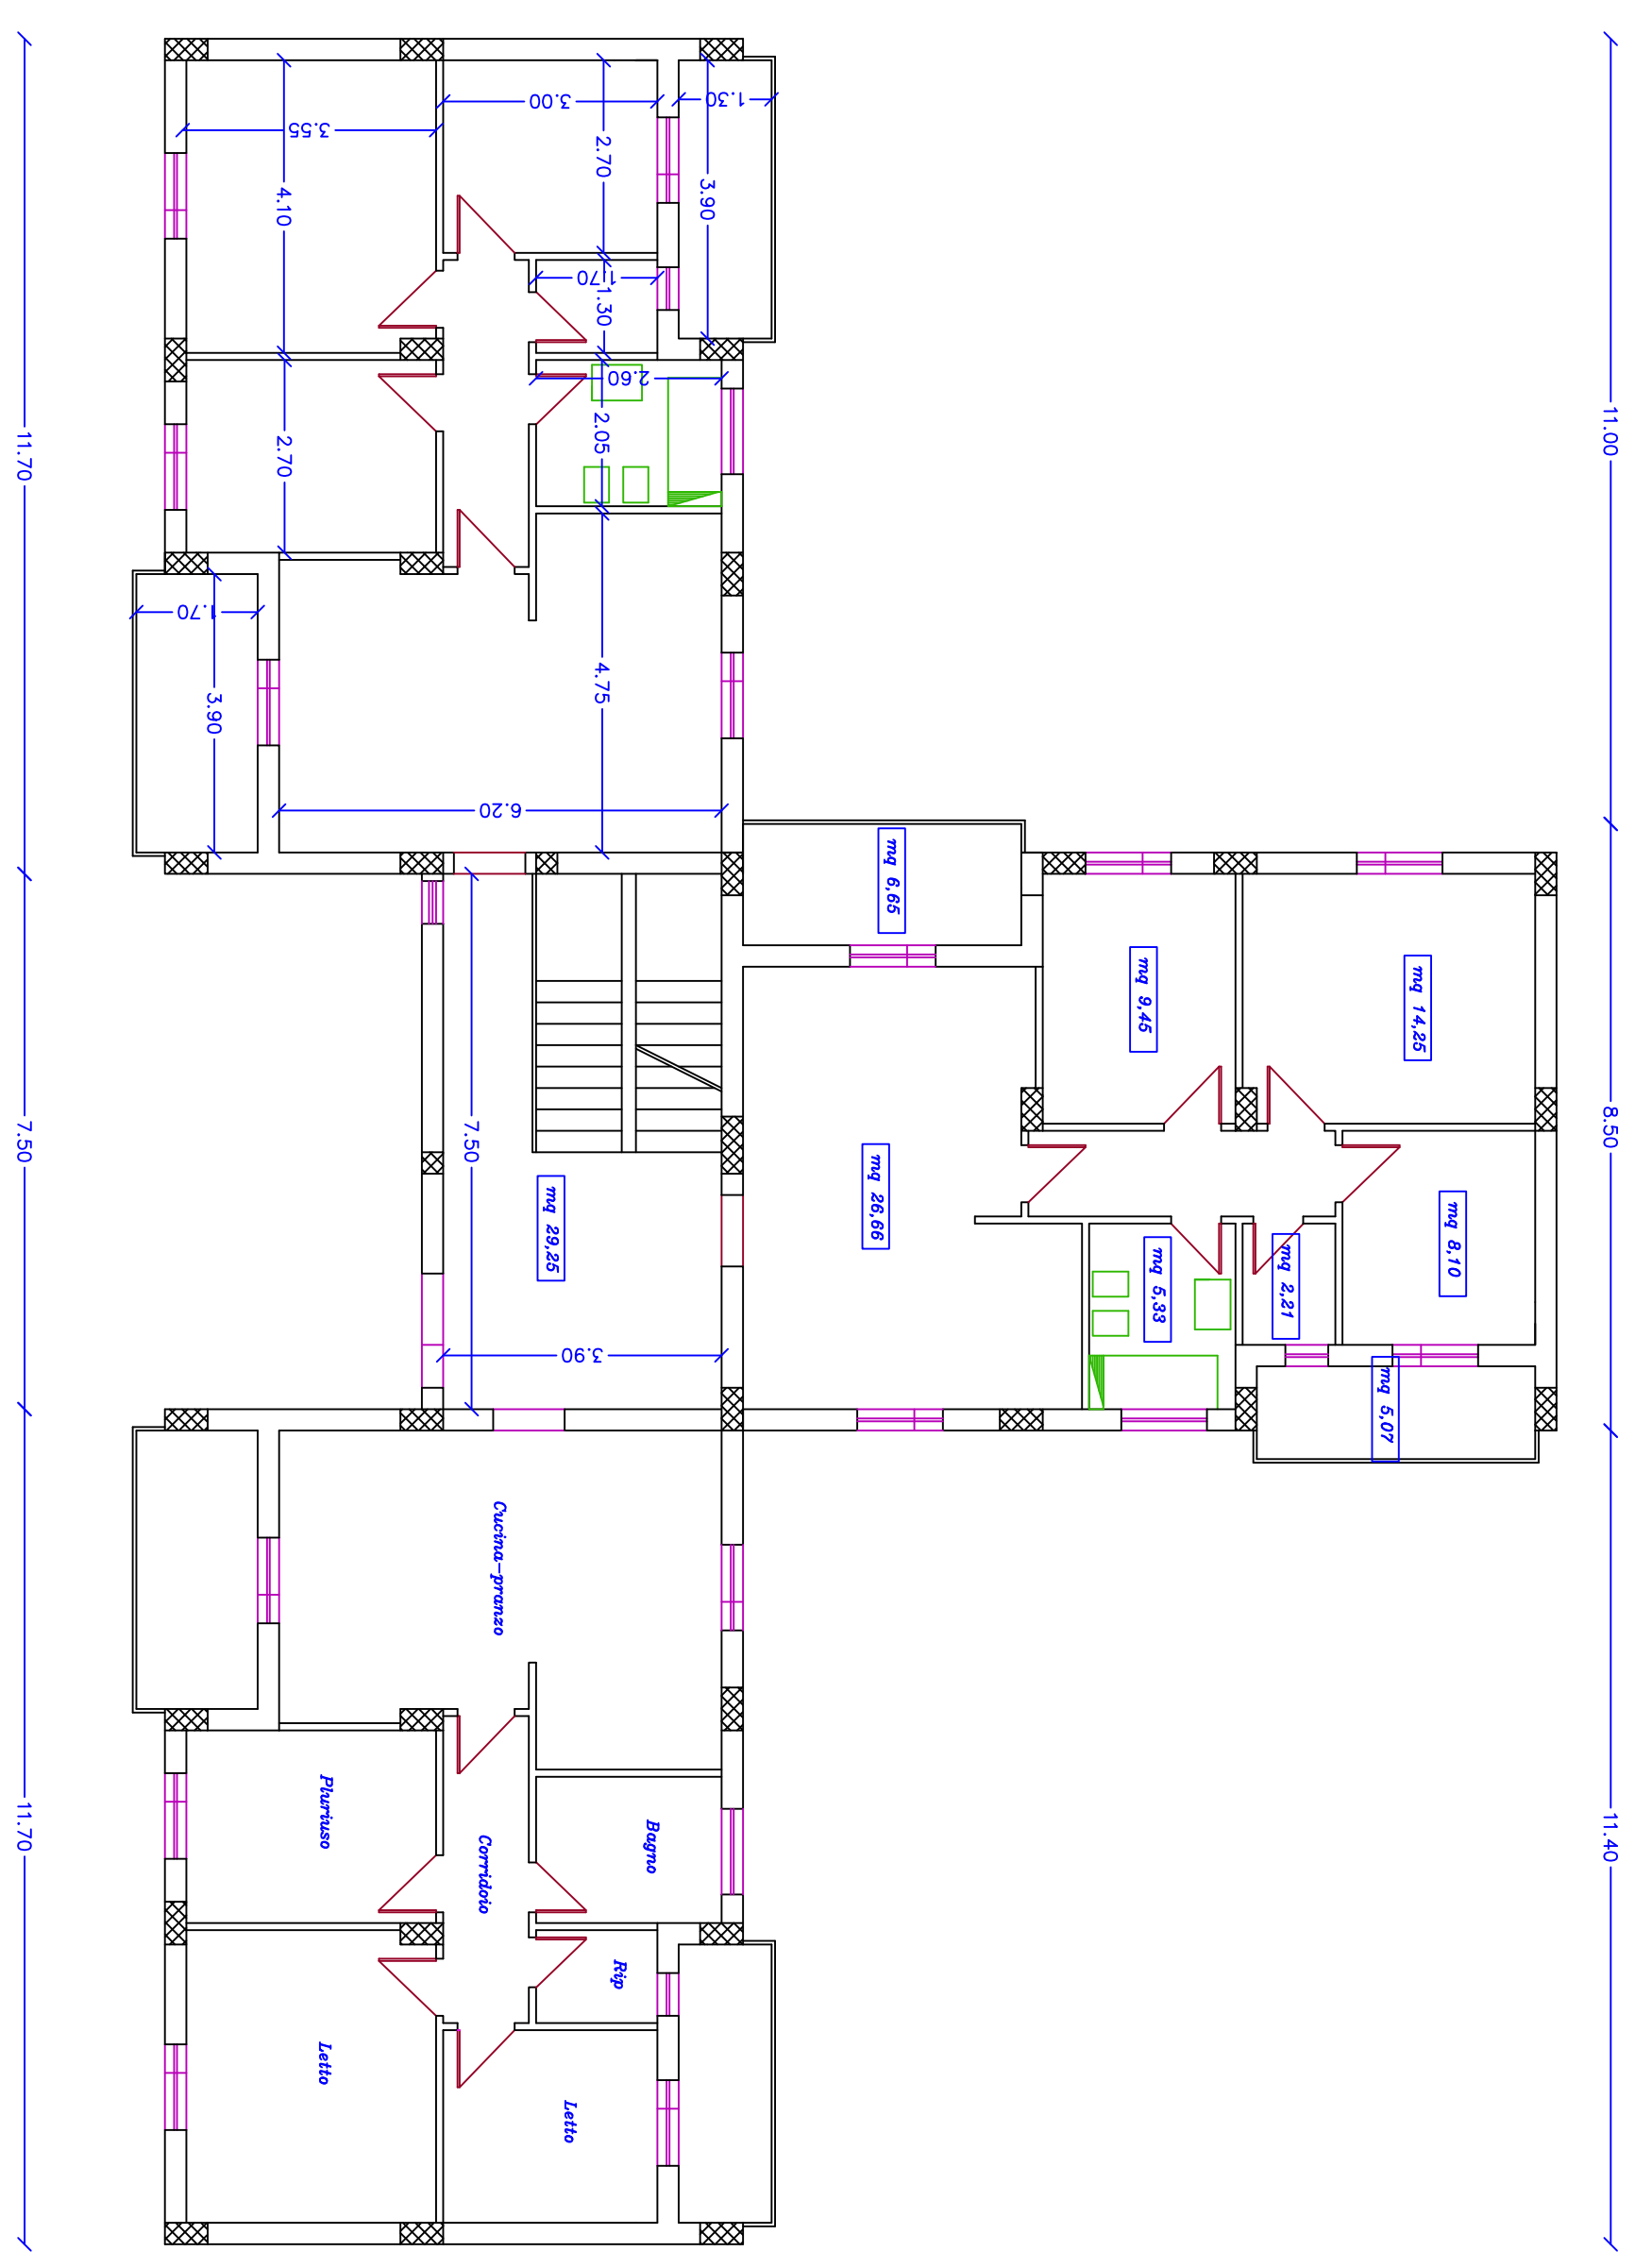 11.70
7.50
11.70
11.00
8.50
11.40
3.00
1.30
3.55
2.70
4.10
3.90
1.70
1.30
2.60
2.05
2.70
1.70
4.75
3.90
6.20
7.50
3.90
mq 6,65
mq 9,45
mq 14,25
mq 26,66
mq 29,25
mq 5,33
mq 2,21
mq 8,10
mq 5,07
Cucina-pranzo
Pluriuso
Corridoio
Bagno
Rip
Letto
Letto